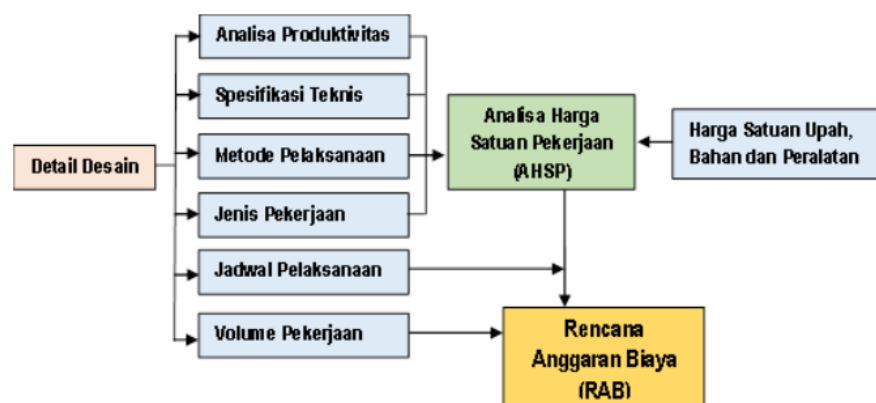 Detail Desain
Analisa Produktivitas
Spesifikasi Teknis
Metode Pelaksanaan
Jenis Pekerjaan
Jadwal Pelaksanaan
Volume Pekerjaan
Analisa Harga
Satuan Pekerjaan
(AHSP)
Harga Satuan Upah,
Bahan dan Peralatan
Rencana
Anggaran Biaya
(RAB)